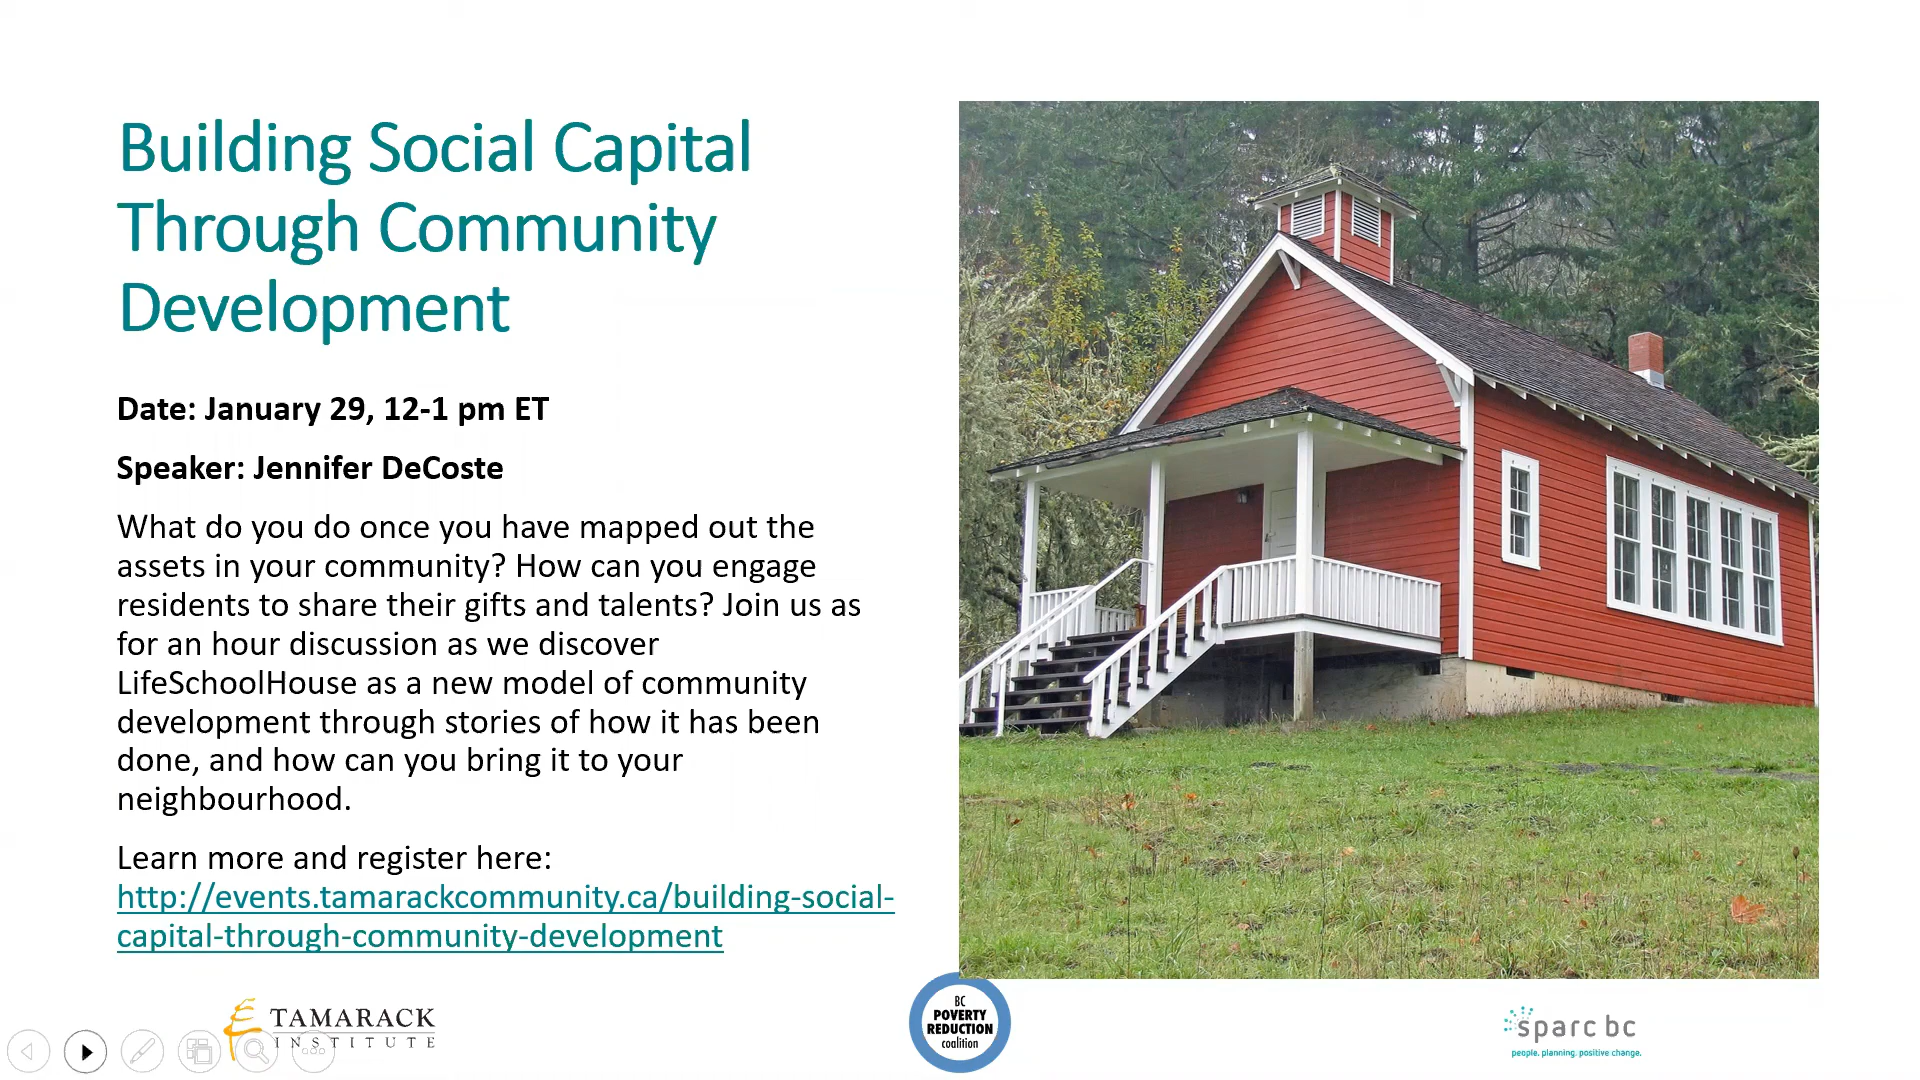 Building Social Capital
Through Community
Development
Date: January 29, 12-1 pm ET
Speaker: Jennifer DeCoste
What do you do once you have mapped out the
assets in your community? How can you engage
residents to share their gifts and talents? Join us as
for an hour discussion as we discover
LifeSchoolHouse as a new model of community
development through stories of how it has been
done, and how can you bring it to your
neighbourhood.
Learn more and register here:
http://events.tamarackcommunity.ca/building-social-
capital-through-community-development
TAMARACK
INSTITUTE
BC
POVERTY
REDUCTION
coalition
sparc bc
people. planning. positive change.